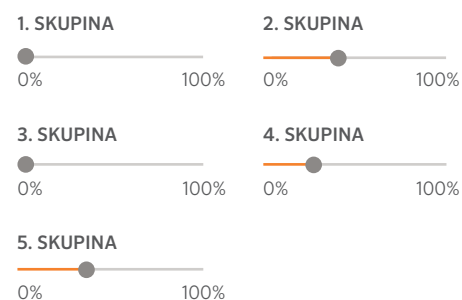 1. SKUPINA
0% 100%
2. SKUPINA
0% 100%
3. SKUPINA
0% 100%
4. SKUPINA
0% 100%
5. SKUPINA
0% 100%